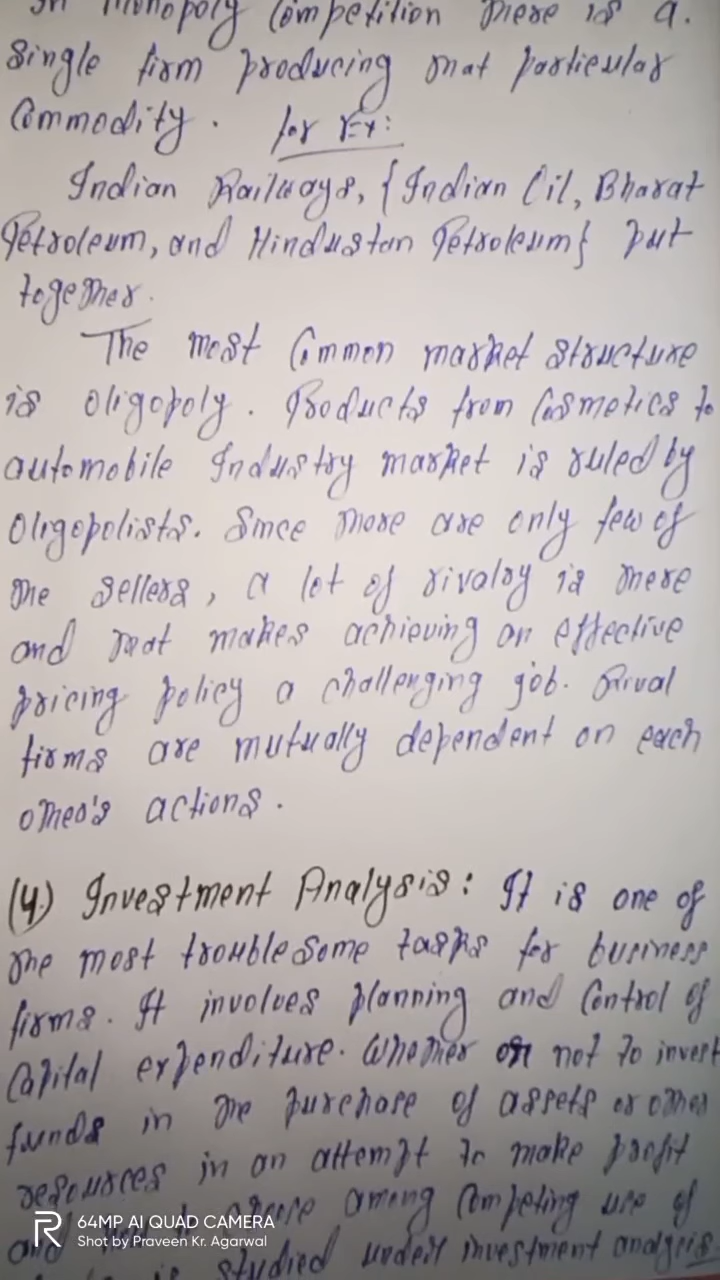 In Monopoly Competition there is a.
Single firm producing that particular
Commodity. for Ex:
Indian Railways, {Indian Oil, Bharat
Petroleum, and Hindustan Petroleum} put
together.
The most Common market structure
is oligopoly. Products from Cosmetics to
automobile Industry market is ruled by
Oligopolists. Since there are only few of
the sellers, a lot of rivalry is there
and that makes achieving an effective
pricing policy a challenging job. Rival
firms are mutually dependent on each
other's actions.
(4.) Investment Analysis: It is one of
the most troublesome tasks for business
firms. It involves planning and Control of
Capital expenditure. Whether or not to invest
funds in the purchase of assets or other
resources in an attempt to make profit
and among Competing use of
is studied under investment analysis
R
64MP AI QUAD CAMERA
Shot by Praveen Kr. Agarwal